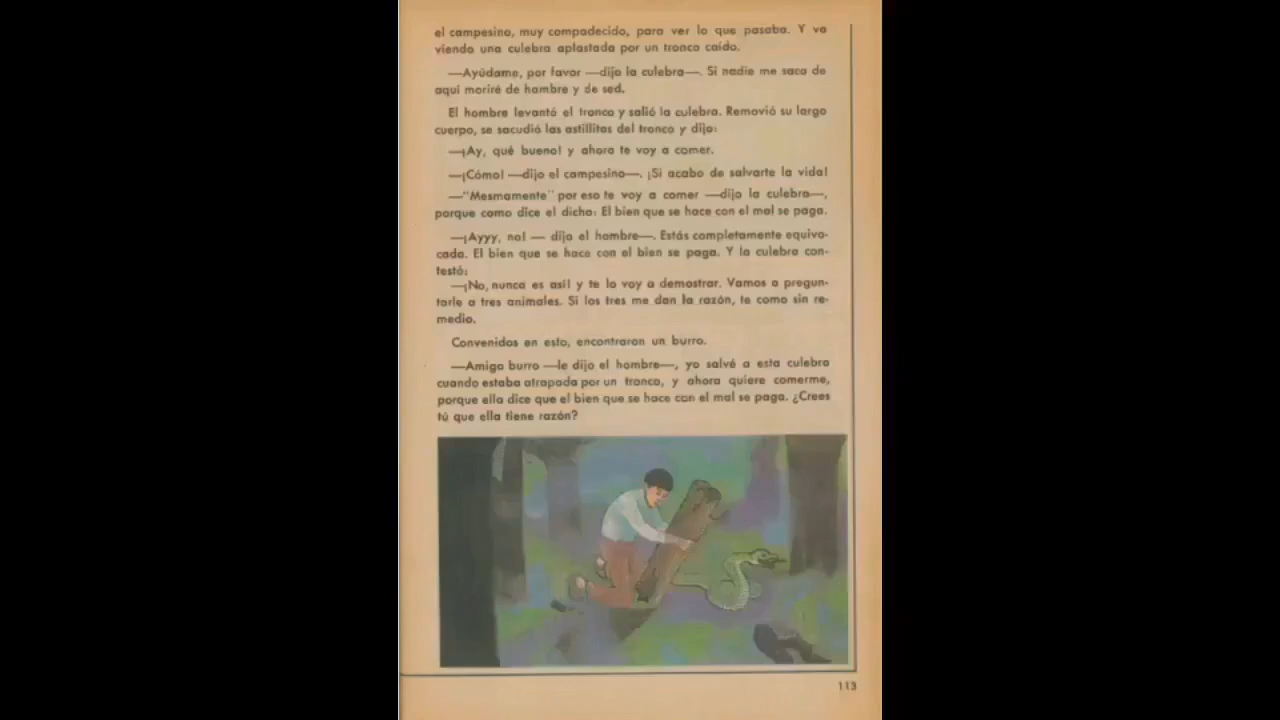 el campesino, muy compadecido, para ver lo que pasaba. Y va
viendo una culebra aplastada por un tronco caído.
—Ayúdame, por favor —dijo la culebra—. Si nadie me saca de
aquí moriré de hambre y de sed.
El hombre levantó el tronco y salió la culebra. Removió su largo
cuerpo, se sacudió las astillitas del tronco y dijo:
—¡Ay, qué bueno! y ahora te voy a comer.
—¡Cómo! —dijo el campesino—. ¡Si acabo de salvarte la vida!
—"Mesmamente" por eso te voy a comer —dijo la culebra—,
porque como dice el dicho: El bien que se hace con el mal se paga.
—¡Ayyy, no! — dijo el hombre—. Estás completamente equivo-
cada. El bien que se hace con el bien se paga. Y la culebra con-
testó:
—¡No, nunca es así! y te lo voy a demostrar. Vamos a pregun-
tarle a tres animales. Si los tres me dan la razón, te como sin re-
medio.
Convenidos en esto, encontraron un burro.
—Amigo burro —le dijo el hombre—, yo salvé a esta culebra
cuando estaba atrapada por un tronco, y ahora quiere comerme,
porque ella dice que el bien que se hace con el mal se paga. ¿Crees
tú que ella tiene razón?
113